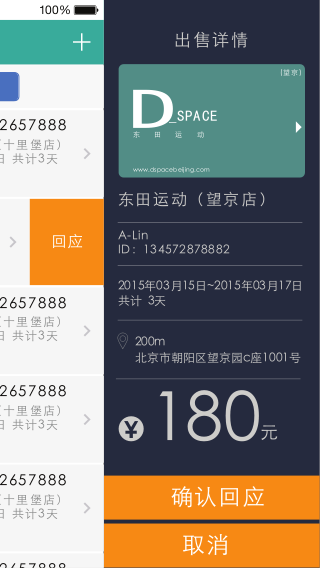 100%
2657888
十里堡店）
日 共计3天
回应
2657888
（十里堡店）
日 共计3天
2657888
（十里堡店）
日 共计3天
2657888
（十里堡店）
日 共计3天
出售详情
[望京]
D_SPACE
东 田 运 动
www.dspacebeijing.com
东田运动（望京店）
A-Lin
ID：134572878882
2015年03月15日~2015年03月17日
共计 3天
200m
北京市朝阳区望京园c座1001号
¥180元
确认回应
取消